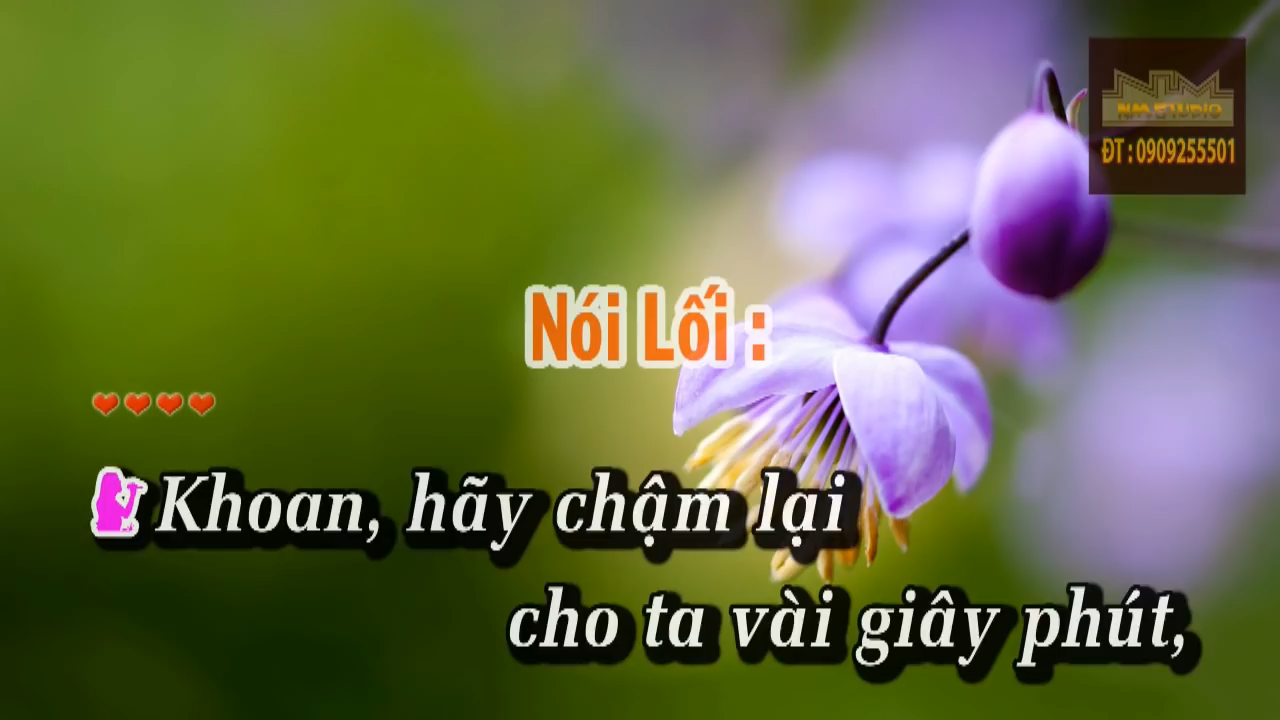 NM STUDIO
ĐT : 0909255501
Nói Lối :
Khoan, hãy chậm lại
cho ta vài giây phút,